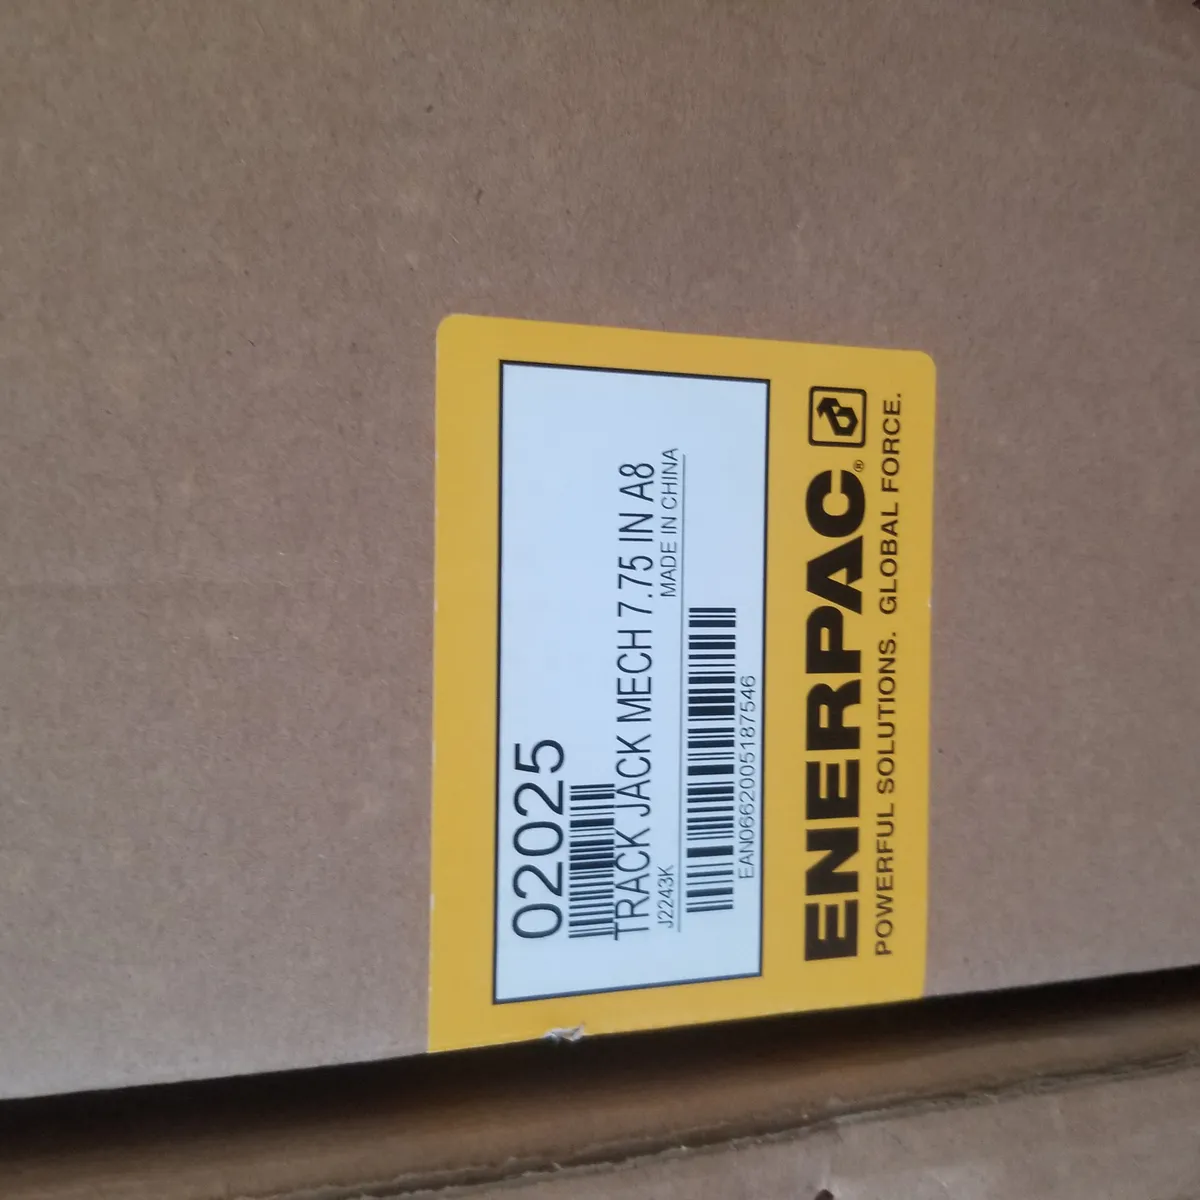 02025
TRACK JACK MECH 7.75 IN A8
J2243K MADE IN CHINA
EAN0662005187546
ENERPAC®
POWERFUL SOLUTIONS. GLOBAL FORCE.